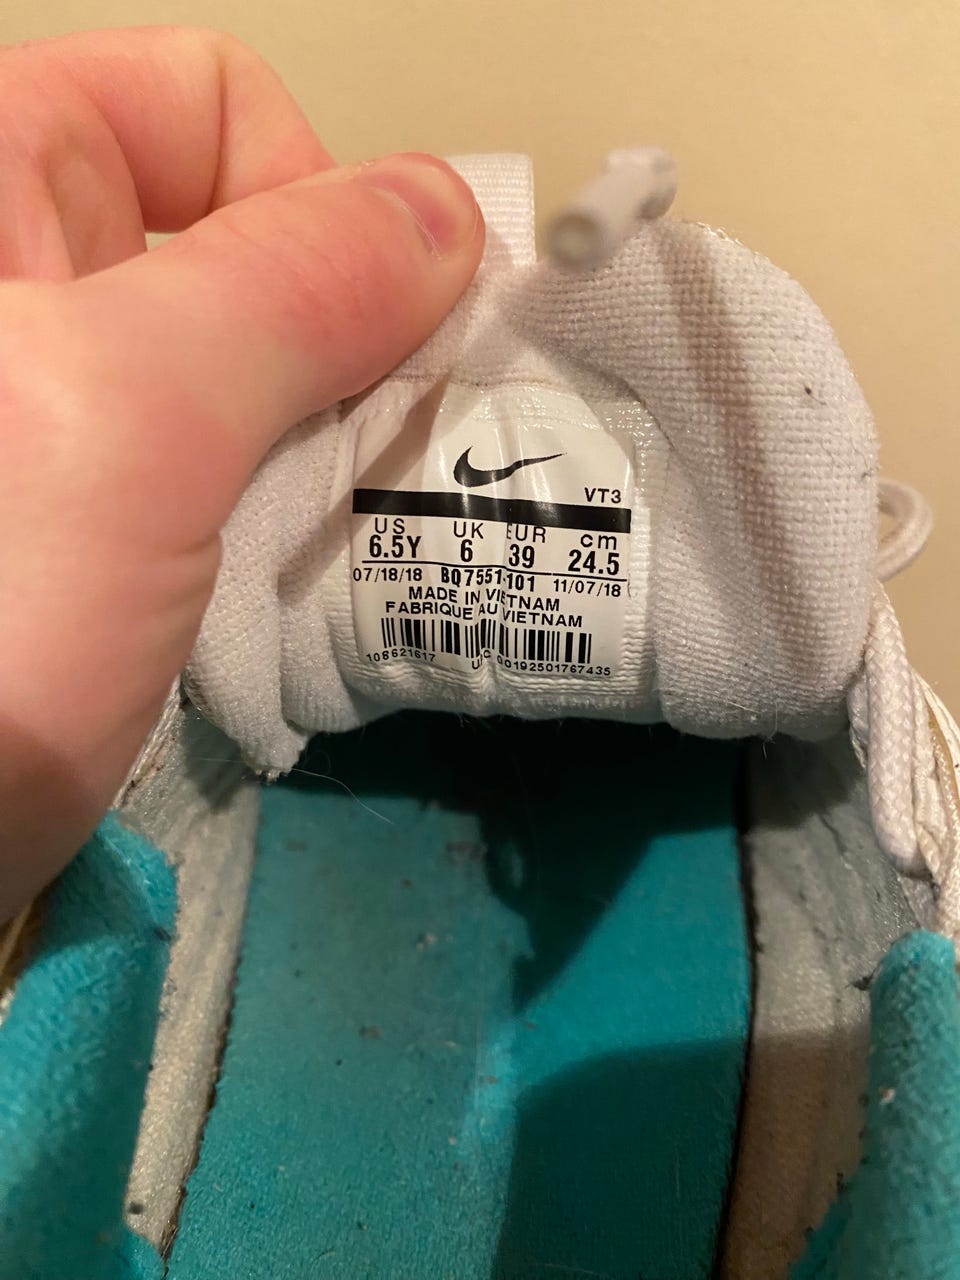 VT3
US UK EUR cm
6.5Y 6 39 24.5
07/18/18 BQ7551-101 11/07/18
MADE IN VIETNAM
FABRIQUE AU VIETNAM
108621617 00192501767435